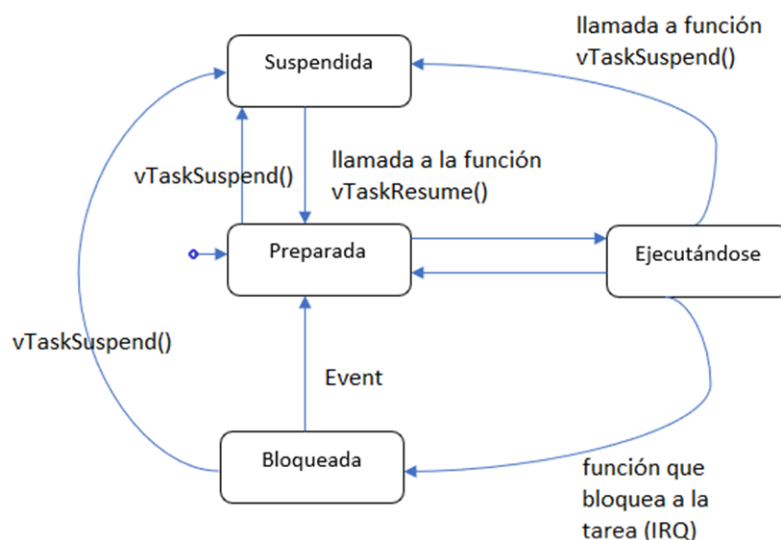 llamada a función
vTaskSuspend()
Suspendida
vTaskSuspend()
llamada a la función
vTaskResume()
Preparada
Ejecutándose
vTaskSuspend()
Event
Bloqueada
función que
bloquea a la
tarea (IRQ)